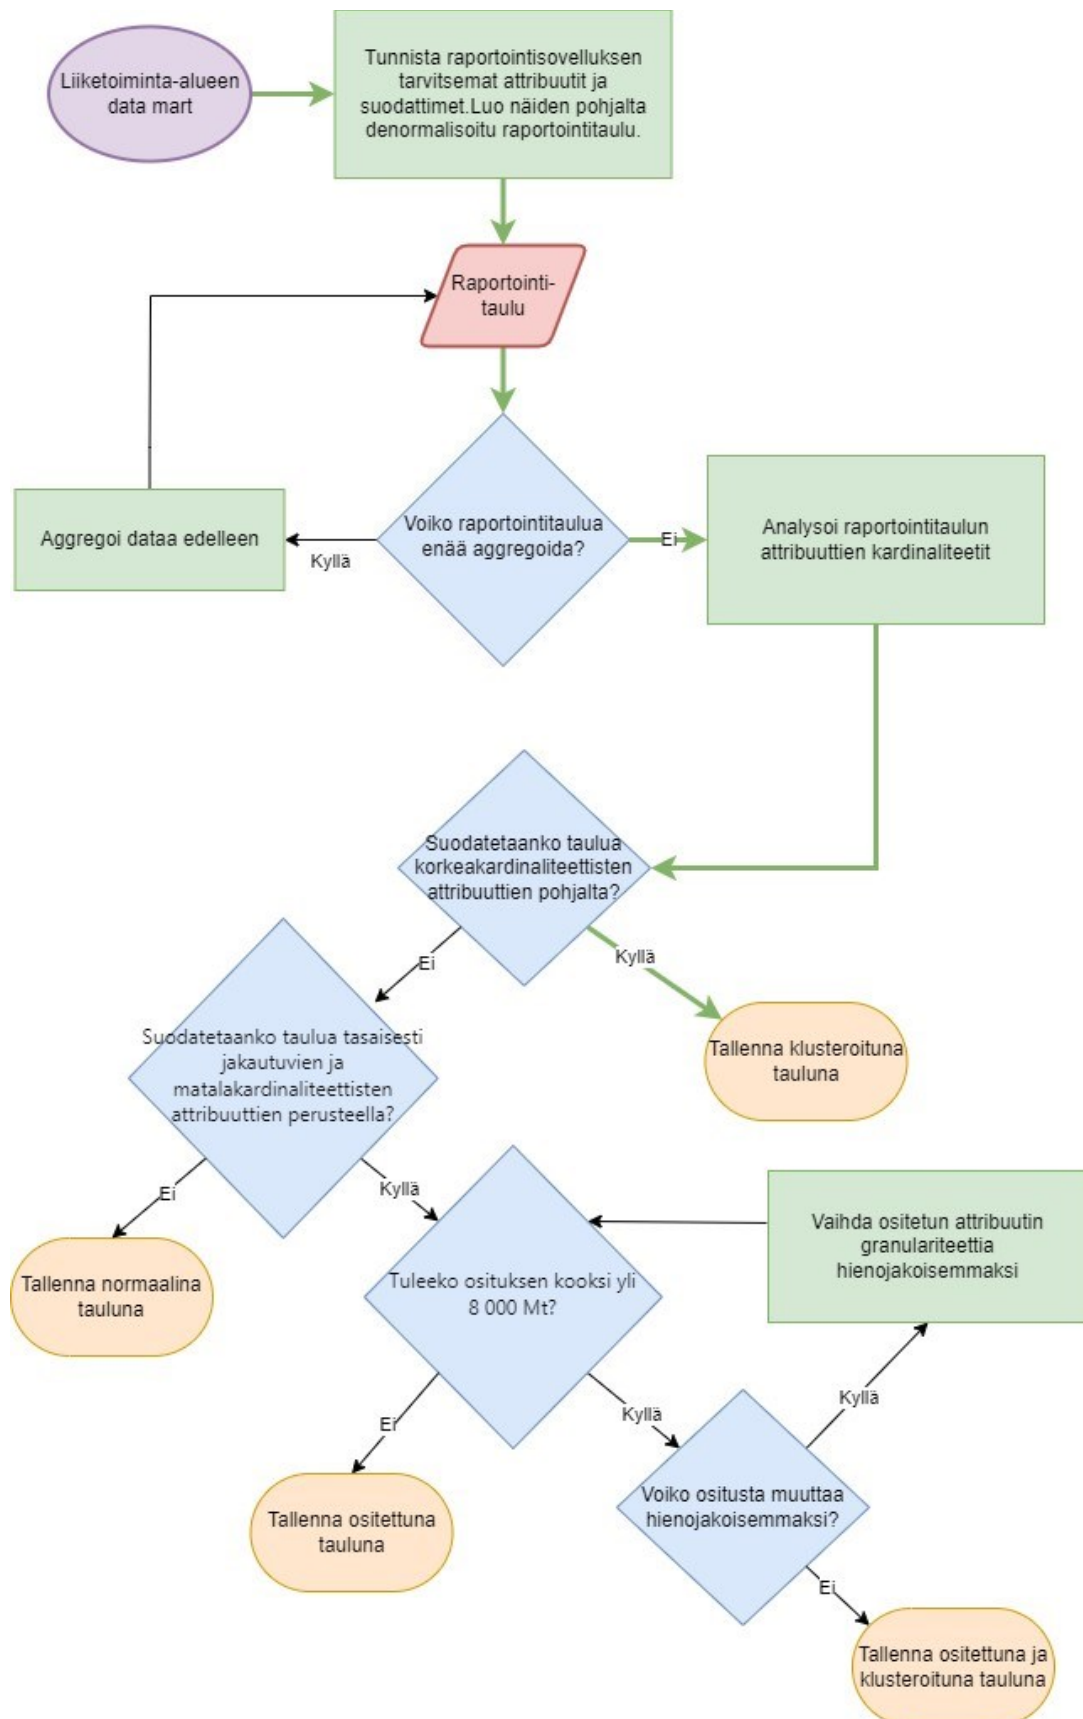 Liiketoiminta-alueen
data mart
Tunnista raportointisovelluksen
tarvitsemat attribuutit ja
suodattimet.Luo näiden pohjalta
denormalisoitu raportointitaulu.
Raportointi-
taulu
Voiko raportointitaulua
enää aggregoida?
Kyllä
Aggregoi dataa edelleen
Ei
Analysoi raportointitaulun
attribuuttien kardinaliteetit
Suodatetaanko taulua
korkeakardinaliteettisten
attribuuttien pohjalta?
Ei
Kyllä
Tallenna klusteroituna
tauluna
Suodatetaanko taulua tasaisesti
jakautuvien ja
matalakardinaliteettisten
attribuuttien perusteella?
Ei
Kyllä
Tallenna normaalina
tauluna
Tuleeko osituksen kooksi yli
8 000 Mt?
Vaihda ositetun attribuutin
granulariteettia
hienojakoisemmaksi
Ei
Kyllä
Kyllä
Tallenna ositettuna
tauluna
Voiko ositusta muuttaa
hienojakoisemmaksi?
Ei
Tallenna ositettuna ja
klusteroituna tauluna